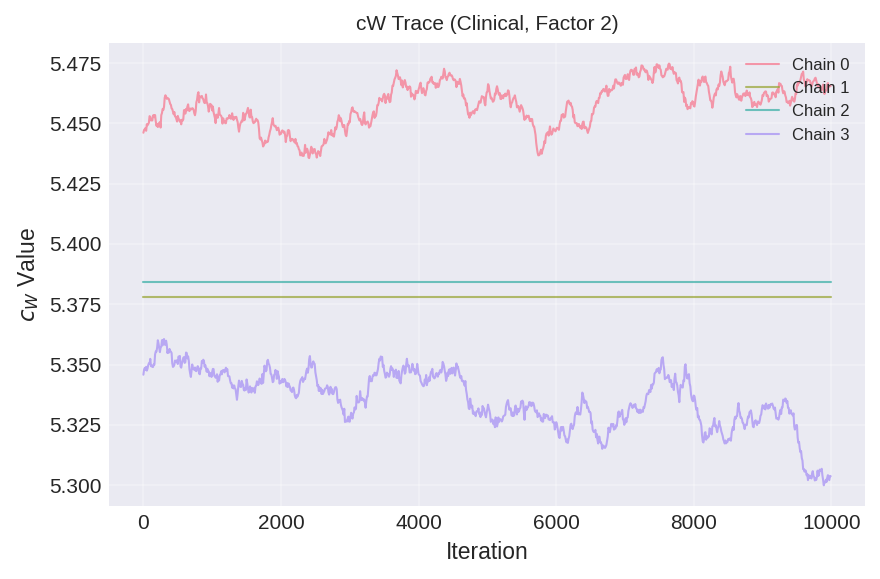 cW Trace (Clinical, Factor 2)
5.475
5.450
5.425
5.400
5.375
5.350
5.325
5.300
c_W Value
Chain 0
Chain 1
Chain 2
Chain 3
0 2000 4000 6000 8000 10000
Iteration